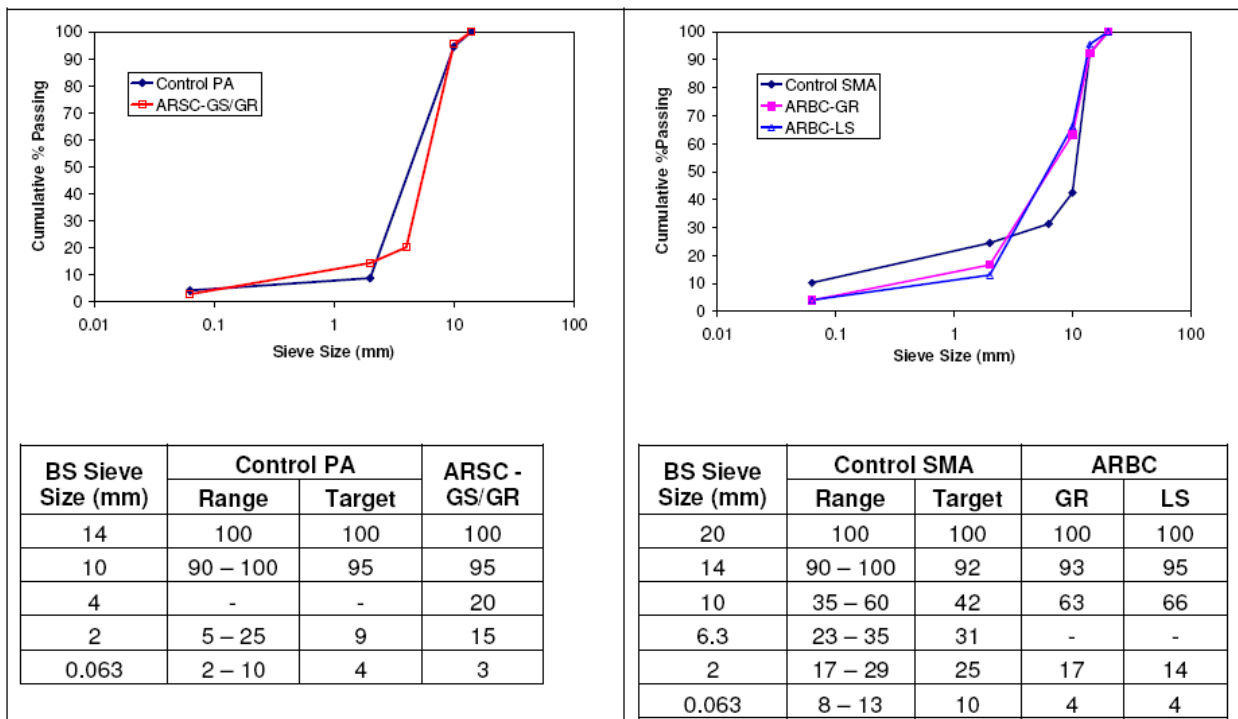 100
90
80
70
60
50
40
30
20
10
0
Cumulative % Passing
Control PA
ARSC-GS/GR
0.01 0.1 1 10 100
Sieve Size (mm)
100
90
80
70
60
50
40
30
20
10
0
Cumulative %Passing
Control SMA
ARBC-GR
ARBC-LS
0.01 0.1 1 10 100
Sieve Size (mm)
BS Sieve Size (mm) Control PA ARSC - GS/GR
Range Target
14 100 100 100
10 90 – 100 95 95
4 - - 20
2 5 – 25 9 15
0.063 2 – 10 4 3
BS Sieve Size (mm) Control SMA ARBC
Range Target GR LS
20 100 100 100 100
14 90 – 100 92 93 95
10 35 – 60 42 63 66
6.3 23 – 35 31 - -
2 17 – 29 25 17 14
0.063 8 – 13 10 4 4